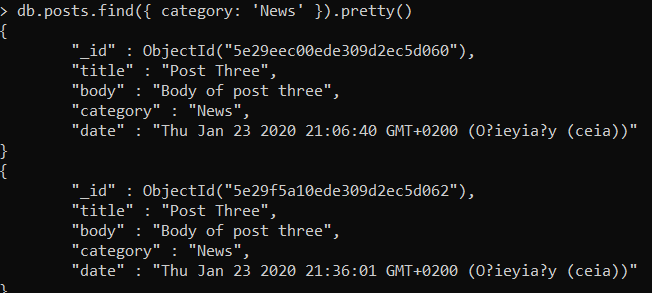 > db.posts.find({ category: 'News' }).pretty()
{
"_id" : ObjectId("5e29eec00ede309d2ec5d060"),
"title" : "Post Three",
"body" : "Body of post three",
"category" : "News",
"date" : "Thu Jan 23 2020 21:06:40 GMT+0200 (O?ieyia?y (ceia))"
}
{
"_id" : ObjectId("5e29f5a10ede309d2ec5d062"),
"title" : "Post Three",
"body" : "Body of post three",
"category" : "News",
"date" : "Thu Jan 23 2020 21:36:01 GMT+0200 (O?ieyia?y (ceia))"
}